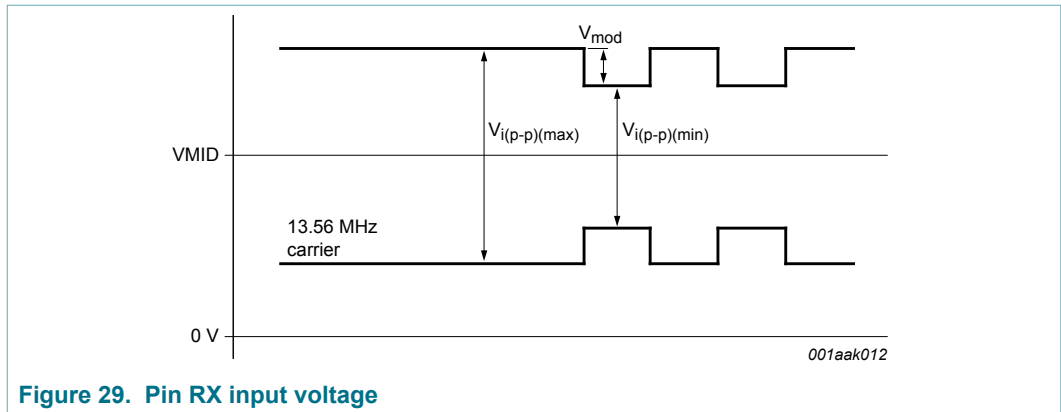 Vmod
Vi(p-p)(max)
Vi(p-p)(min)
VMID
13.56 MHz
carrier
0 V
001aak012
Figure 29. Pin RX input voltage